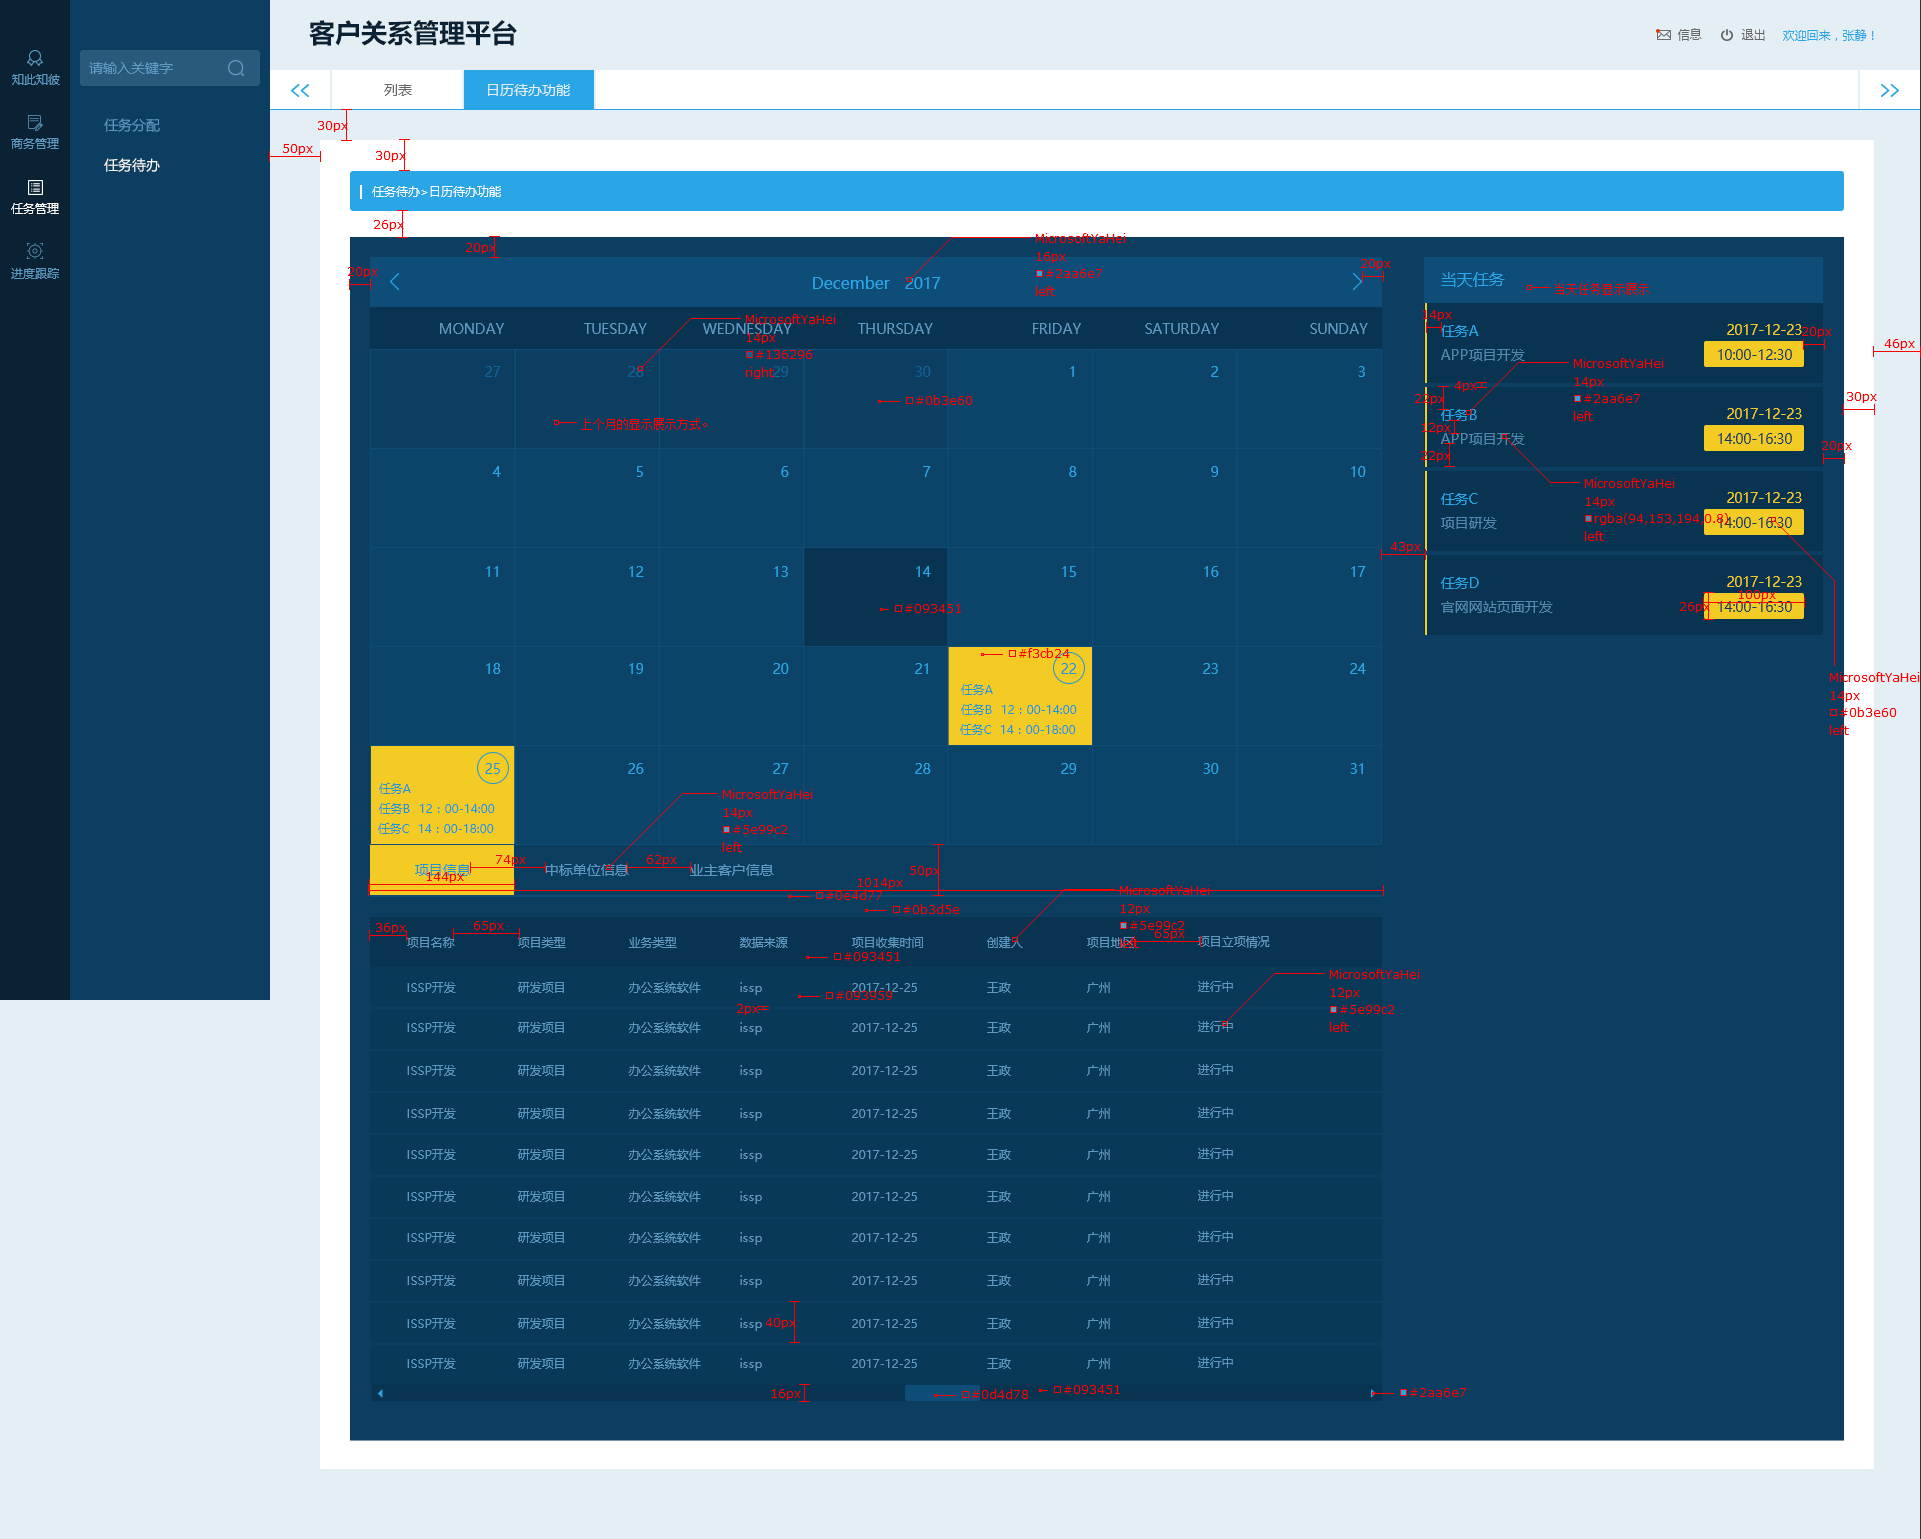 客户关系管理平台
信息
退出
欢迎回来，张静！
知此知彼
商务管理
任务管理
进度跟踪
请输入关键字
任务分配
任务待办
列表
日历待办功能
30px
50px
30px
任务待办>日历待办功能
26px
20px
20px
December 2017
MicrosoftYaHei
16px
#2aa6e7
left
20px
MONDAY TUESDAY WEDNESDAY THURSDAY FRIDAY SATURDAY SUNDAY
MicrosoftYaHei
14px
#136296
right
27 28 29 30 1 2 3
#0b3e60
上个月的显示展示方式。
4 5 6 7 8 9 10
11 12 13 14 15 16 17
#093451
18 19 20 21 22 23 24
#f3cb24
任务A
任务B 12：00-14:00
任务C 14：00-18:00
25 26 27 28 29 30 31
任务A
任务B 12：00-14:00
任务C 14：00-18:00
MicrosoftYaHei
14px
#5e99c2
left
当天任务
当天任务显示展示
14px
任务A 2017-12-23
APP项目开发 10:00-12:30
20px
46px
MicrosoftYaHei
14px
#2aa6e7
left
4px
22px
30px
任务B 2017-12-23
APP项目开发 14:00-16:30
12px
22px
20px
MicrosoftYaHei
14px
rgba(94,153,194,0.8)
left
任务C 2017-12-23
项目研发 14:00-16:30
43px
任务D 2017-12-23
官网网站页面开发 14:00-16:30
100px
26px
MicrosoftYaHei
14px
#0b3e60
left
项目信息 中标单位信息 业主客户信息
74px
62px
50px
144px
1014px
#0e4d77
#0b3d5e
MicrosoftYaHei
12px
#5e99c2
left
36px
65px
65px
项目名称 项目类型 业务类型 数据来源 项目收集时间 创建人 项目地区 项目立项情况
#093451
ISSP开发 研发项目 办公系统软件 issp 2017-12-25 王政 广州 进行中
#093959
2px
MicrosoftYaHei
12px
#5e99c2
left
ISSP开发 研发项目 办公系统软件 issp 2017-12-25 王政 广州 进行中
ISSP开发 研发项目 办公系统软件 issp 2017-12-25 王政 广州 进行中
ISSP开发 研发项目 办公系统软件 issp 2017-12-25 王政 广州 进行中
ISSP开发 研发项目 办公系统软件 issp 2017-12-25 王政 广州 进行中
ISSP开发 研发项目 办公系统软件 issp 2017-12-25 王政 广州 进行中
ISSP开发 研发项目 办公系统软件 issp 2017-12-25 王政 广州 进行中
ISSP开发 研发项目 办公系统软件 issp 2017-12-25 王政 广州 进行中
ISSP开发 研发项目 办公系统软件 issp 2017-12-25 王政 广州 进行中
40px
ISSP开发 研发项目 办公系统软件 issp 2017-12-25 王政 广州 进行中
16px
#0d4d78
#093451
#2aa6e7